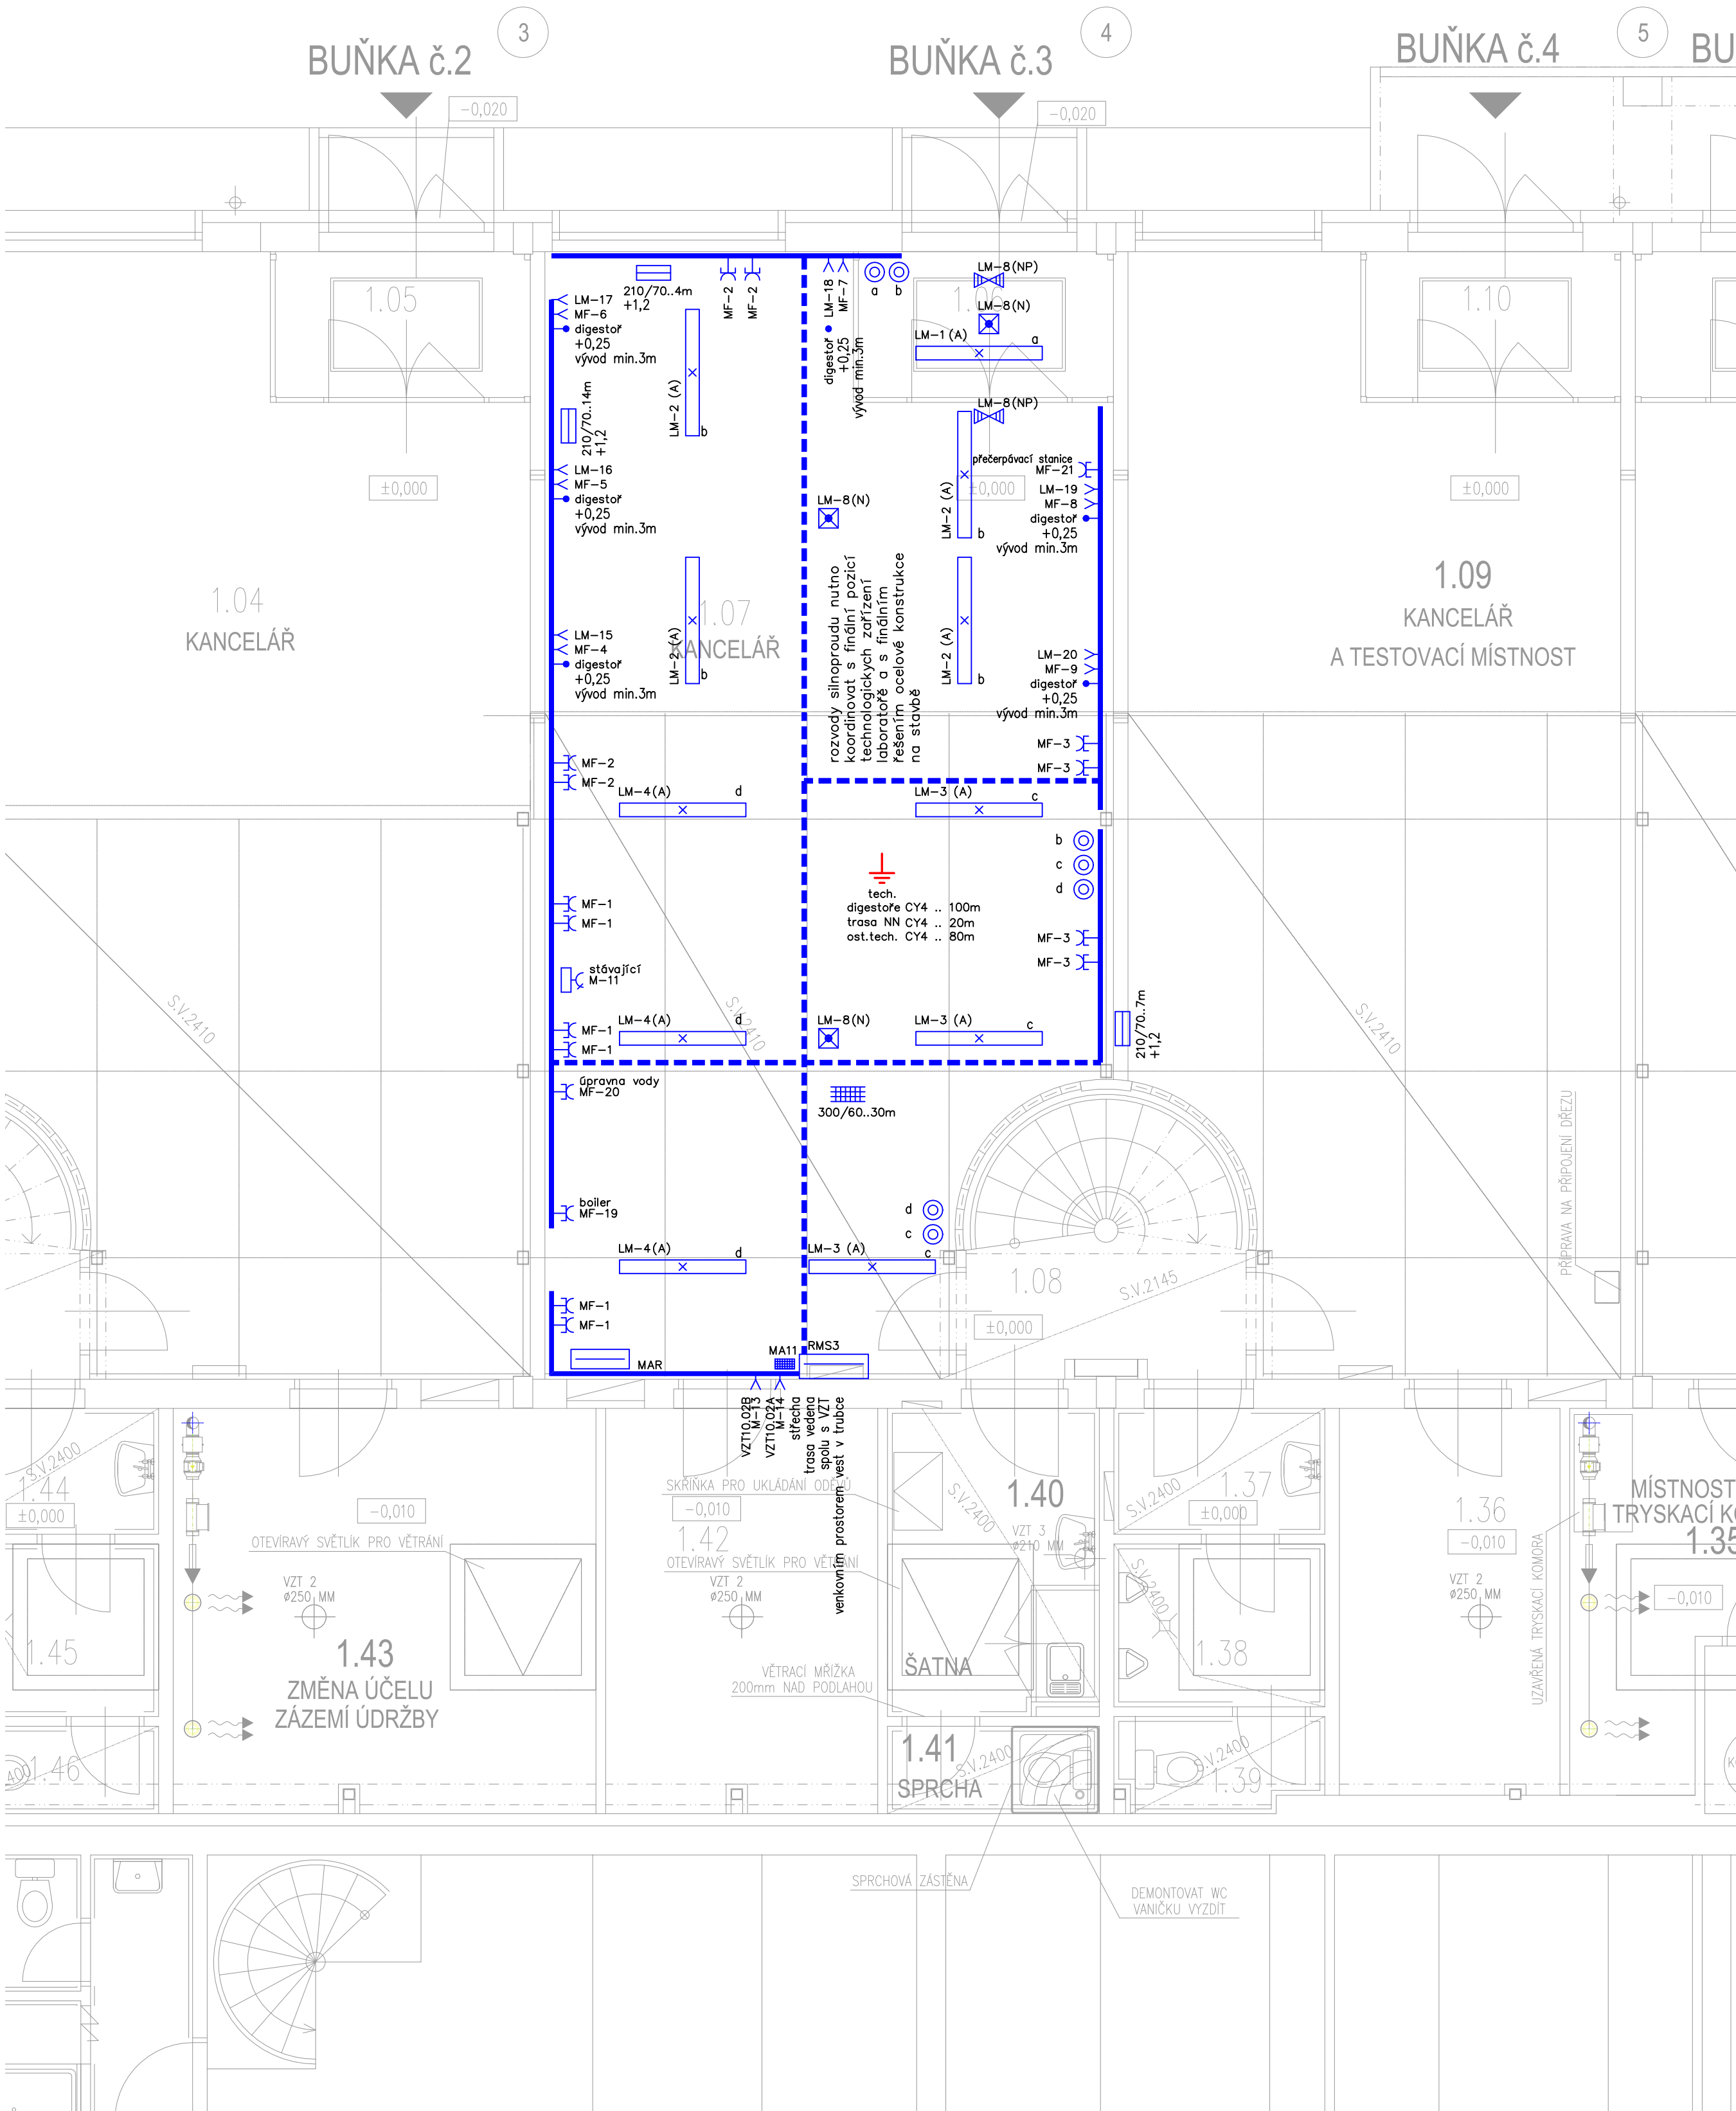 3
4
5
BUŇKA č.2
BUŇKA č.3
BUŇKA č.4
BU
-0,020
-0,020
1.05
1.06
1.10
LM-17
MF-6
digestoř
+0,25
vývod min.3m
210/70..4m
+1,2
MF-2
MF-2
LM-18
MF-7
digestoř
+0,25
vývod min.3m
a
b
LM-8(NP)
LM-8(N)
LM-1 (A)
a
LM-2 (A)
b
210/70..14m
+1,2
LM-8(NP)
±0,000
LM-16
MF-5
digestoř
+0,25
vývod min.3m
LM-8(N)
LM-2 (A)
b
±0,000
přečerpávací stanice
MF-21
LM-19
MF-8
digestoř
+0,25
vývod min.3m
±0,000
1.04
KANCELÁŘ
1.07
KANCELÁŘ
LM-2 (A)
b
LM-15
MF-4
digestoř
+0,25
vývod min.3m
rozvody silnoproudu nutno
koordinovat s finální pozicí
technologických zařízení
laboratoře a s finálním
řešením ocelové konstrukce
na stavbě
LM-2 (A)
b
LM-20
MF-9
digestoř
+0,25
vývod min.3m
1.09
KANCELÁŘ
A TESTOVACÍ MÍSTNOST
MF-3
MF-3
MF-2
MF-2
LM-4(A)
d
LM-3 (A)
c
b
c
d
tech.
digestoře CY4 .. 100m
trasa NN CY4 .. 20m
ost.tech. CY4 .. 80m
MF-1
MF-1
MF-3
MF-3
stávající
M-11
S.V.2410
S.V.2410
S.V.2410
LM-4(A)
d
LM-8(N)
LM-3 (A)
c
210/70..7m
+1,2
MF-1
MF-1
úpravna vody
MF-20
300/60..30m
PŘÍPRAVA NA PŘIPOJENÍ DŘEZU
boiler
MF-19
d
c
LM-4(A)
d
LM-3 (A)
c
1.08
S.V.2145
±0,000
MF-1
MF-1
MAR
MA11
RMS3
VZT10.02B
M-13
VZT10.02A
M-14
střecha
trasa vedena
spolu s VZT
venkovním prostorem vest v trubce
S.V.2400
1.44
±0,000
-0,010
OTEVÍRAVÝ SVĚTLÍK PRO VĚTRÁNÍ
VZT 2
ø250 MM
1.43
ZMĚNA ÚČELU
ZÁZEMÍ ÚDRŽBY
1.45
1.46
SKŘÍŇKA PRO UKLÁDÁNÍ ODĚVŮ
-0,010
1.42
OTEVÍRAVÝ SVĚTLÍK PRO VĚTRÁNÍ
VZT 2
ø250 MM
VĚTRACÍ MŘÍŽKA
200mm NAD PODLAHOU
S.V.2400
1.40
VZT 3
ø210 MM
ŠATNA
1.41
SPRCHA
S.V.2400
S.V.2400
1.37
±0,000
S.V.2400
1.38
S.V.2400
1.39
1.36
-0,010
VZT 2
ø250 MM
UZAVŘENÁ TRYSKACÍ KOMORA
MÍSTNOST
TRYSKACÍ KO
1.35
-0,010
SPRCHOVÁ ZÁSTĚNA
DEMONTOVAT WC
VANIČKU VYZDÍT